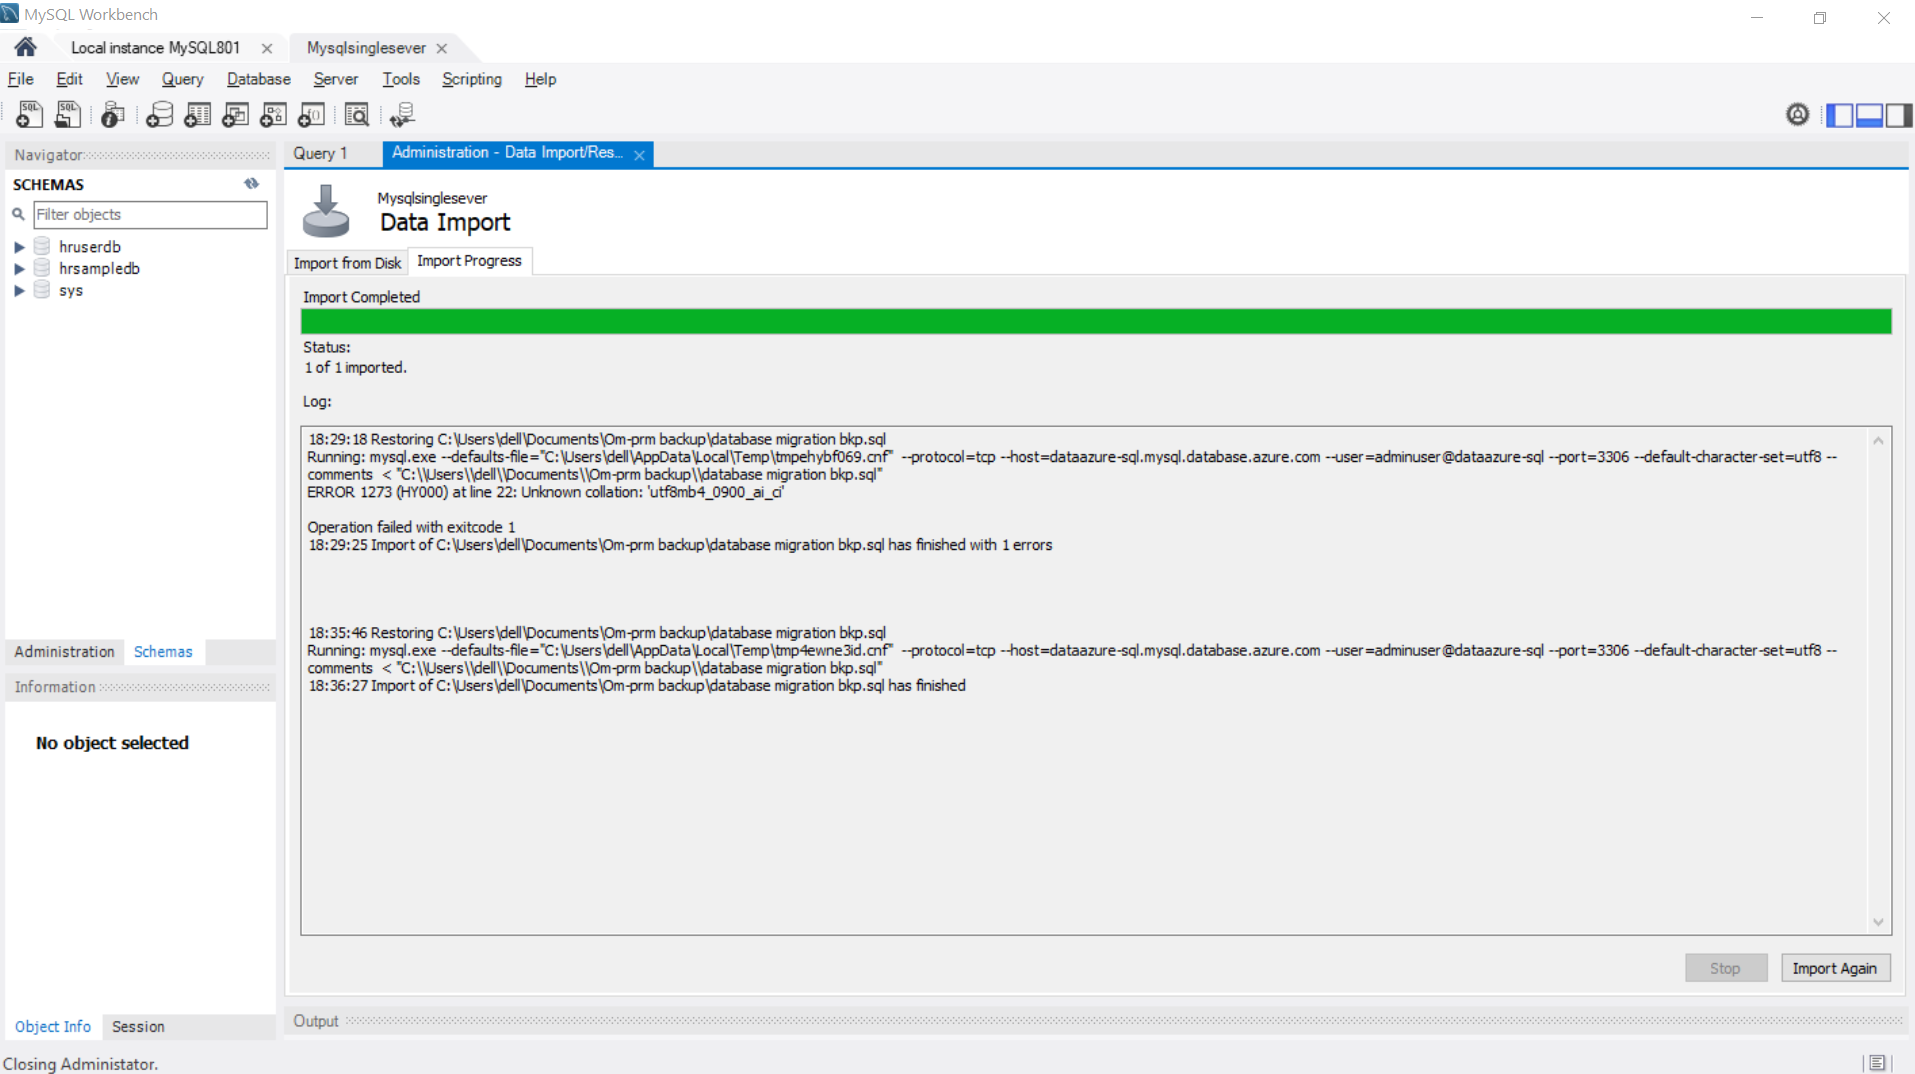 MySQL Workbench
Local instance MySQL801
Mysqlsinglesever
File Edit View Query Database Server Tools Scripting Help
SQL SQL
Navigator
Query 1
Administration - Data Import/Res...
SCHEMAS
Filter objects
hruserdb
hrsampledb
sys
Mysqlsinglesever
Data Import
Import from Disk
Import Progress
Import Completed
Status:
1 of 1 imported.
Log:
18:29:18 Restoring C:\Users\dell\Documents\Om-prm backup\database migration bkp.sql
Running: mysql.exe --defaults-file="C:\Users\dell\AppData\Local\Temp\tmpehybf069.cnf" --protocol=tcp --host=dataazure-sql.mysql.database.azure.com --user=adminuser@dataazure-sql --port=3306 --default-character-set=utf8 --
comments < "C:\\Users\\dell\\Documents\\Om-prm backup\\database migration bkp.sql"
ERROR 1273 (HY000) at line 22: Unknown collation: 'utf8mb4_0900_ai_ci'
Operation failed with exitcode 1
18:29:25 Import of C:\Users\dell\Documents\Om-prm backup\database migration bkp.sql has finished with 1 errors
18:35:46 Restoring C:\Users\dell\Documents\Om-prm backup\database migration bkp.sql
Running: mysql.exe --defaults-file="C:\Users\dell\AppData\Local\Temp\tmp4ewne3id.cnf" --protocol=tcp --host=dataazure-sql.mysql.database.azure.com --user=adminuser@dataazure-sql --port=3306 --default-character-set=utf8 --
comments < "C:\\Users\\dell\\Documents\\Om-prm backup\\database migration bkp.sql"
18:36:27 Import of C:\Users\dell\Documents\Om-prm backup\database migration bkp.sql has finished
Administration
Schemas
Information
No object selected
Stop
Import Again
Object Info
Session
Output
Closing Administator.